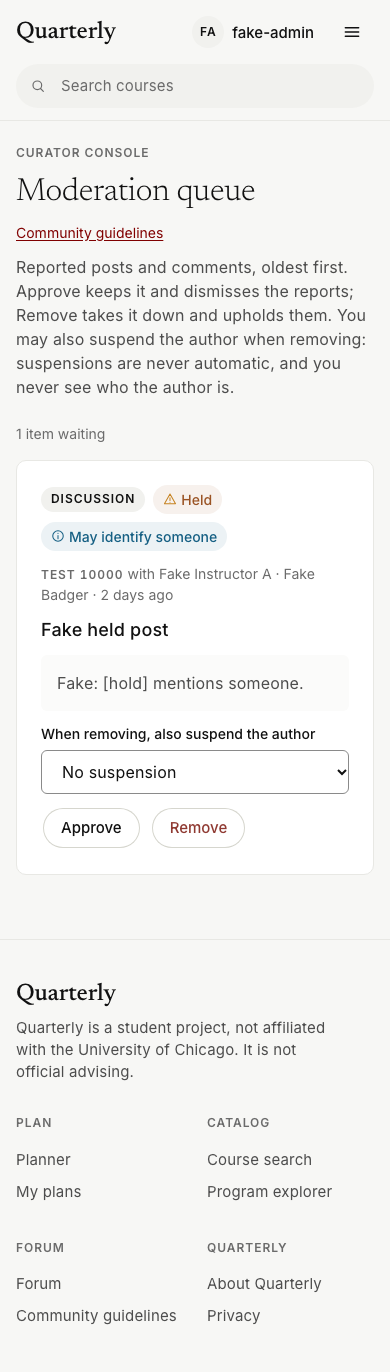 Quarterly
FA fake-admin
Search courses
CURATOR CONSOLE
Moderation queue
Community guidelines
Reported posts and comments, oldest first.
Approve keeps it and dismisses the reports;
Remove takes it down and upholds them. You
may also suspend the author when removing:
suspensions are never automatic, and you
never see who the author is.
1 item waiting
DISCUSSION Held
May identify someone
TEST 10000 with Fake Instructor A · Fake
Badger · 2 days ago
Fake held post
Fake: [hold] mentions someone.
When removing, also suspend the author
No suspension
Approve Remove
Quarterly
Quarterly is a student project, not affiliated
with the University of Chicago. It is not
official advising.
PLAN CATALOG
Planner Course search
My plans Program explorer
FORUM QUARTERLY
Forum About Quarterly
Community guidelines Privacy